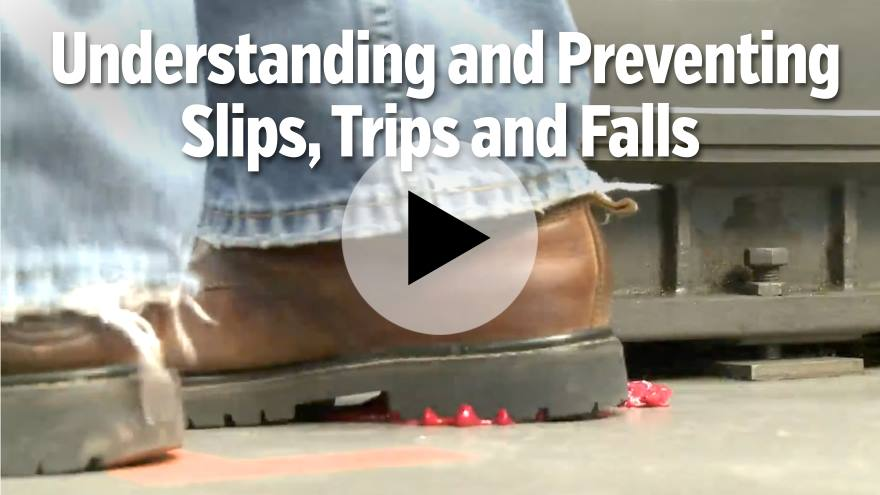 Understanding and Preventing
Slips, Trips and Falls